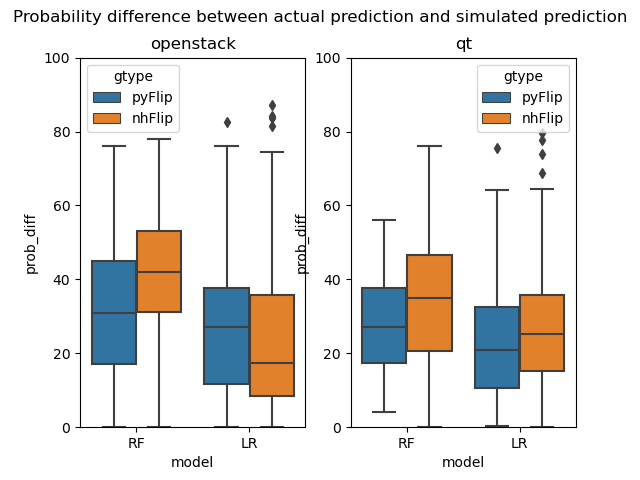 Probability difference between actual prediction and simulated prediction
openstack
qt
100
80
60
40
20
0
prob_diff
gtype
pyFlip
nhFlip
RF
LR
model
100
80
60
40
20
0
prob_diff
gtype
pyFlip
nhFlip
RF
LR
model